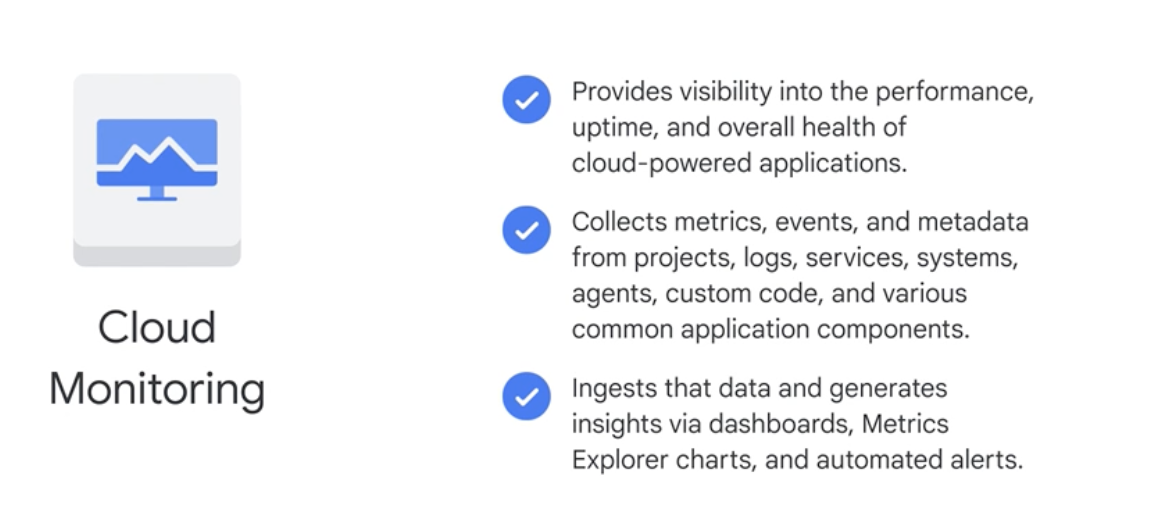 Cloud
Monitoring
Provides visibility into the performance,
uptime, and overall health of
cloud-powered applications.
Collects metrics, events, and metadata
from projects, logs, services, systems,
agents, custom code, and various
common application components.
Ingests that data and generates
insights via dashboards, Metrics
Explorer charts, and automated alerts.